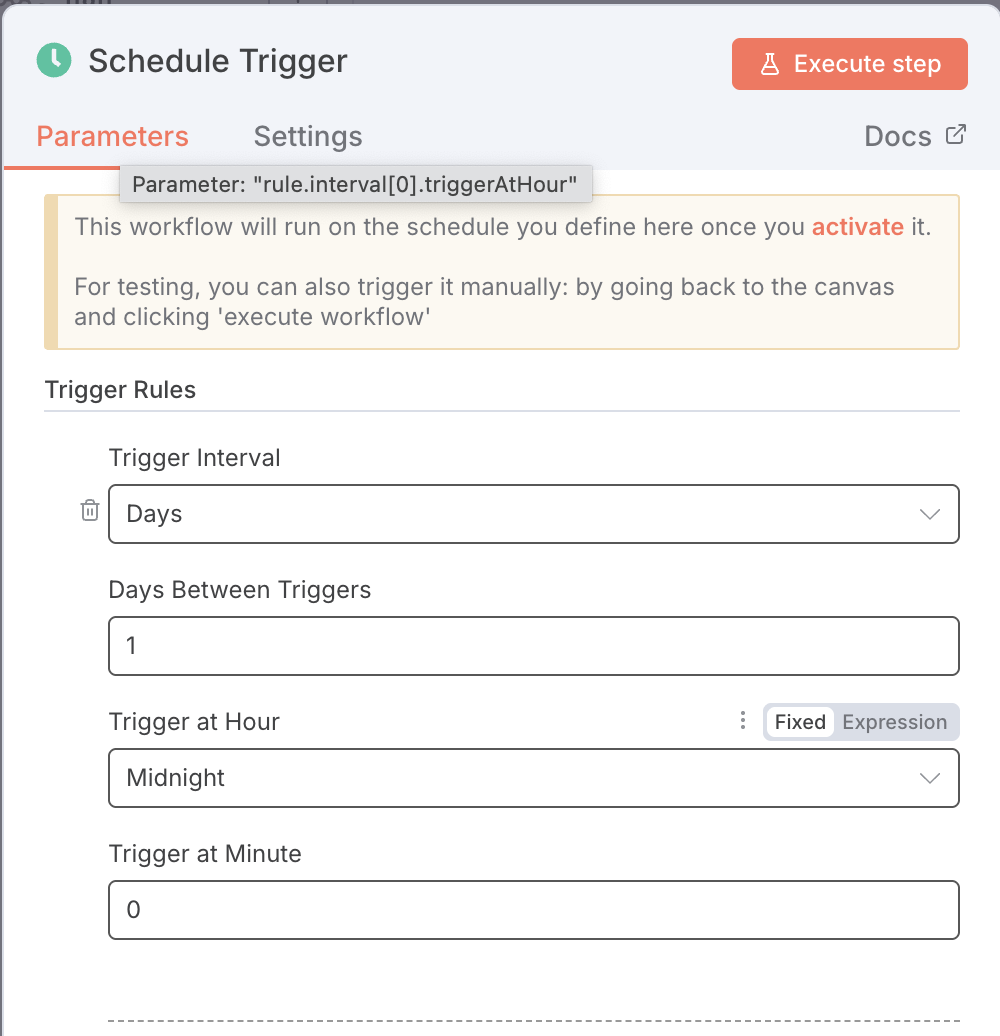 Schedule Trigger
Execute step
Parameters
Settings
Docs
Parameter: "rule.interval[0].triggerAtHour"
This workflow will run on the schedule you define here once you activate it.
For testing, you can also trigger it manually: by going back to the canvas
and clicking 'execute workflow'
Trigger Rules
Trigger Interval
Days
Days Between Triggers
1
Trigger at Hour
Fixed
Expression
Midnight
Trigger at Minute
0